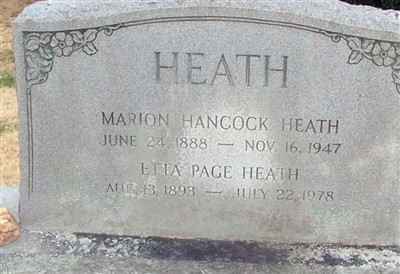 HEATH
MARION HANCOCK HEATH
JUNE 24, 1888 — NOV. 16, 1947
ETTA PAGE HEATH
AUG. 13, 1893 — JULY 22, 1978